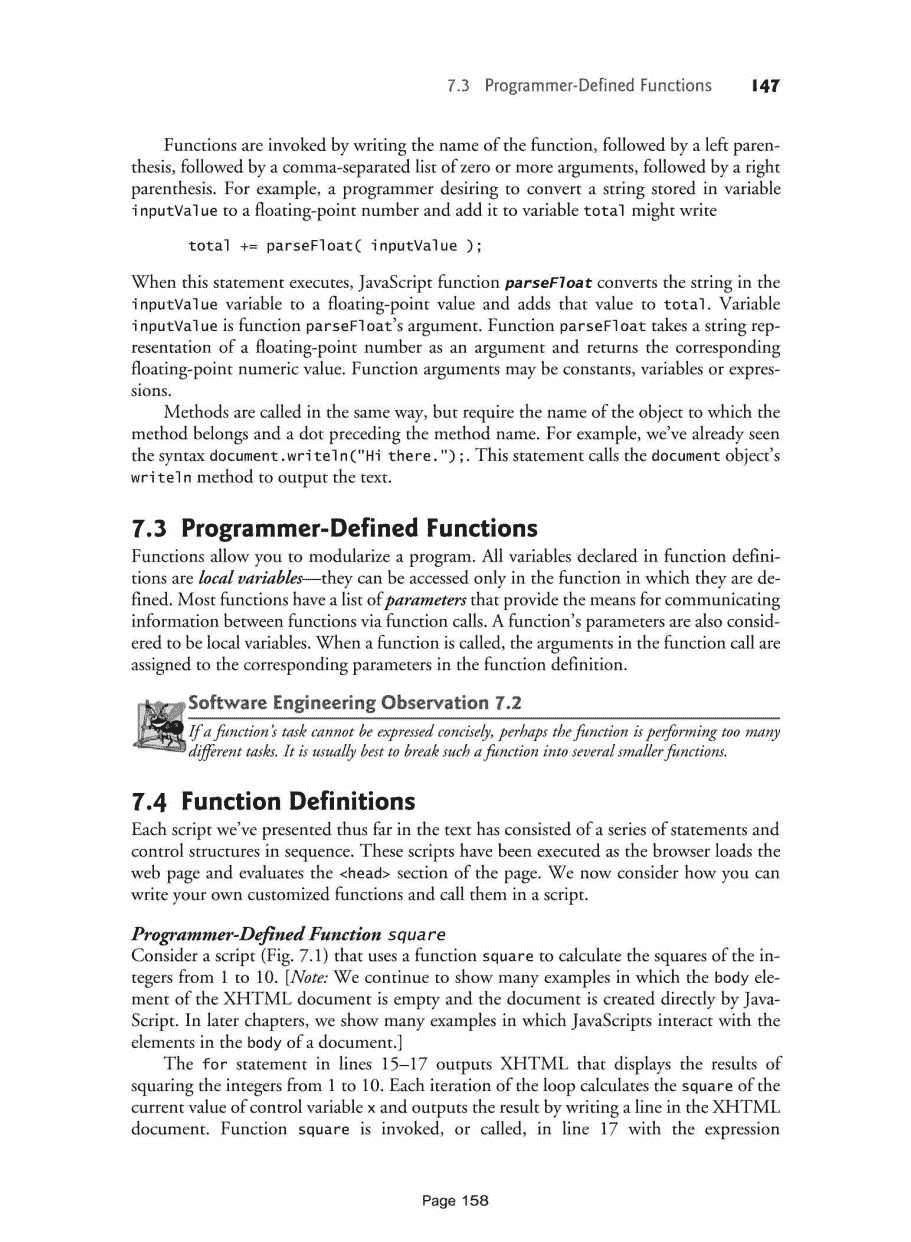 7.3 Programmer-Defined Functions 147
Functions are invoked by writing the name of the function, followed by a left paren-
thesis, followed by a comma-separated list of zero or more arguments, followed by a right
parenthesis. For example, a programmer desiring to convert a string stored in variable
inputValue to a floating-point number and add it to variable total might write
total += parseFloat( inputValue );
When this statement executes, JavaScript function parseFloat converts the string in the
inputValue variable to a floating-point value and adds that value to total. Variable
inputValue is function parseFloat’s argument. Function parseFloat takes a string rep-
resentation of a floating-point number as an argument and returns the corresponding
floating-point numeric value. Function arguments may be constants, variables or expres-
sions.
Methods are called in the same way, but require the name of the object to which the
method belongs and a dot preceding the method name. For example, we’ve already seen
the syntax document.writeln("Hi there.");. This statement calls the document object’s
writeln method to output the text.
7.3 Programmer-Defined Functions
Functions allow you to modularize a program. All variables declared in function defini-
tions are local variables—they can be accessed only in the function in which they are de-
fined. Most functions have a list of parameters that provide the means for communicating
information between functions via function calls. A function’s parameters are also consid-
ered to be local variables. When a function is called, the arguments in the function call are
assigned to the corresponding parameters in the function definition.
Software Engineering Observation 7.2
If a function’s task cannot be expressed concisely, perhaps the function is performing too many
different tasks. It is usually best to break such a function into several smaller functions.
7.4 Function Definitions
Each script we’ve presented thus far in the text has consisted of a series of statements and
control structures in sequence. These scripts have been executed as the browser loads the
web page and evaluates the <head> section of the page. We now consider how you can
write your own customized functions and call them in a script.
Programmer-Defined Function square
Consider a script (Fig. 7.1) that uses a function square to calculate the squares of the in-
tegers from 1 to 10. [Note: We continue to show many examples in which the body ele-
ment of the XHTML document is empty and the document is created directly by Java-
Script. In later chapters, we show many examples in which JavaScripts interact with the
elements in the body of a document.]
The for statement in lines 15–17 outputs XHTML that displays the results of
squaring the integers from 1 to 10. Each iteration of the loop calculates the square of the
current value of control variable x and outputs the result by writing a line in the XHTML
document. Function square is invoked, or called, in line 17 with the expression
Page 158